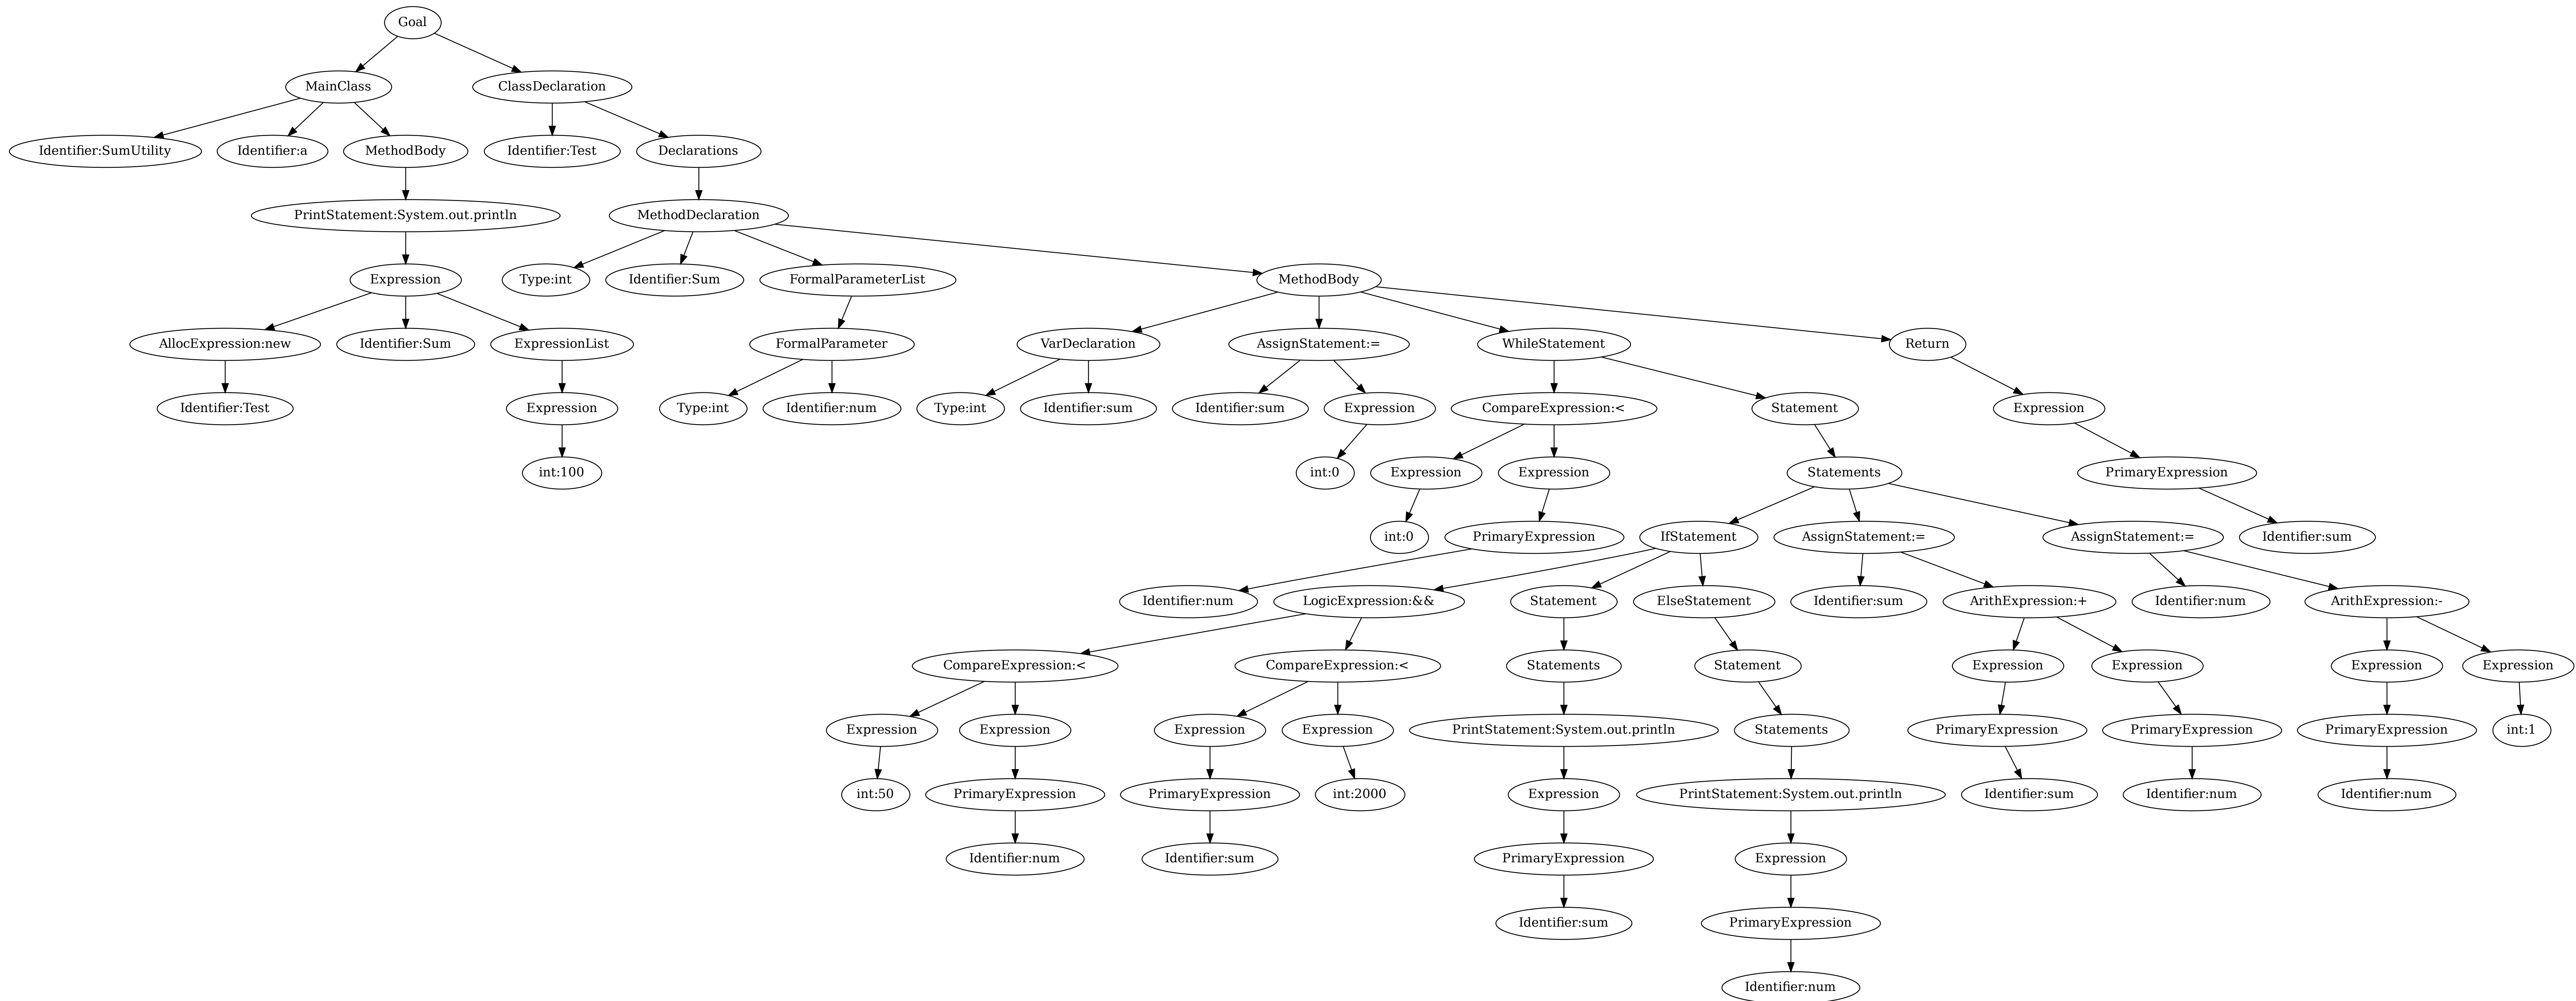 Goal
MainClass
ClassDeclaration
Identifier:SumUtility
Identifier:a
MethodBody
Identifier:Test
Declarations
PrintStatement:System.out.println
MethodDeclaration
Expression
Type:int
Identifier:Sum
FormalParameterList
MethodBody
AllocExpression:new
Identifier:Sum
ExpressionList
FormalParameter
VarDeclaration
AssignStatement:=
WhileStatement
Return
Identifier:Test
Expression
Type:int
Identifier:num
Type:int
Identifier:sum
Identifier:sum
Expression
CompareExpression:<
Statement
Expression
int:100
int:0
Expression
Expression
Statements
PrimaryExpression
int:0
PrimaryExpression
IfStatement
AssignStatement:=
AssignStatement:=
Identifier:sum
Identifier:num
LogicExpression:&&
Statement
ElseStatement
Identifier:sum
ArithExpression:+
Identifier:num
ArithExpression:-
CompareExpression:<
CompareExpression:<
Statements
Statement
Expression
Expression
Expression
Expression
Expression
Expression
Expression
Expression
PrintStatement:System.out.println
Statements
PrimaryExpression
PrimaryExpression
PrimaryExpression
int:1
int:50
PrimaryExpression
PrimaryExpression
int:2000
Expression
PrintStatement:System.out.println
Identifier:sum
Identifier:num
Identifier:num
Identifier:num
Identifier:sum
PrimaryExpression
Expression
Identifier:sum
PrimaryExpression
Identifier:num